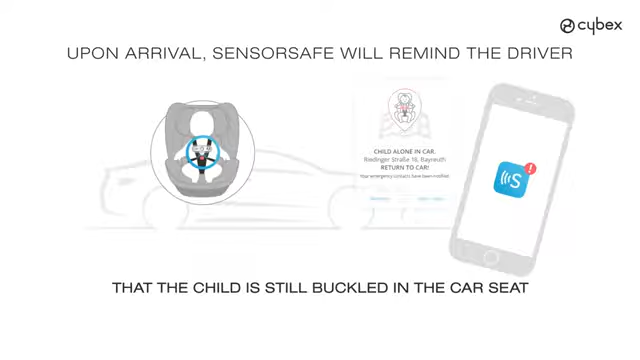 cybex
UPON ARRIVAL, SENSORSAFE WILL REMIND THE DRIVER
CHILD ALONE IN CAR.
Riedinger Straße 18, Bayreuth
RETURN TO CAR!
Your emergency contacts have been notified.
S
!
THAT THE CHILD IS STILL BUCKLED IN THE CAR SEAT